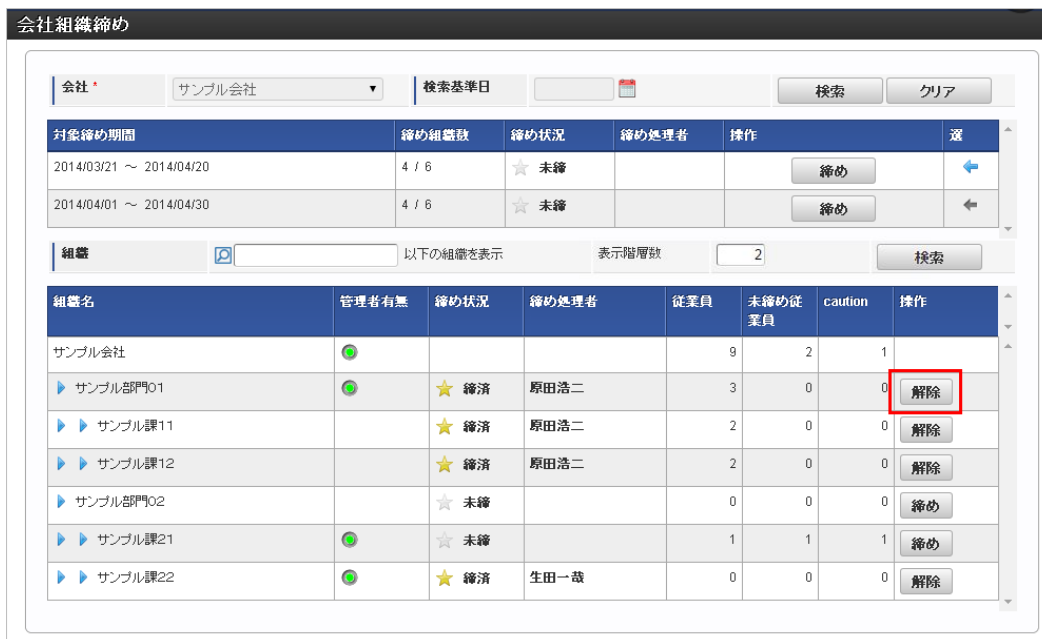 会社組織締め
会社 * サンプル会社 ▼ 検索基準日 検索 クリア
対象締め期間 締め組織数 締め状況 締め処理者 操作 選
2014/03/21 ～ 2014/04/20 4 / 6 未締 締め
2014/04/01 ～ 2014/04/30 4 / 6 未締 締め
組織 以下の組織を表示 表示階層数 2 検索
組織名 管理者有無 締め状況 締め処理者 従業員 未締め従業員 caution 操作
サンプル会社 9 2 1
サンプル部門01 締済 原田浩二 3 0 0 解除
サンプル課11 締済 原田浩二 2 0 0 解除
サンプル課12 締済 原田浩二 2 0 0 解除
サンプル部門02 未締 0 0 0 締め
サンプル課21 未締 1 1 1 締め
サンプル課22 締済 生田一哉 0 0 0 解除